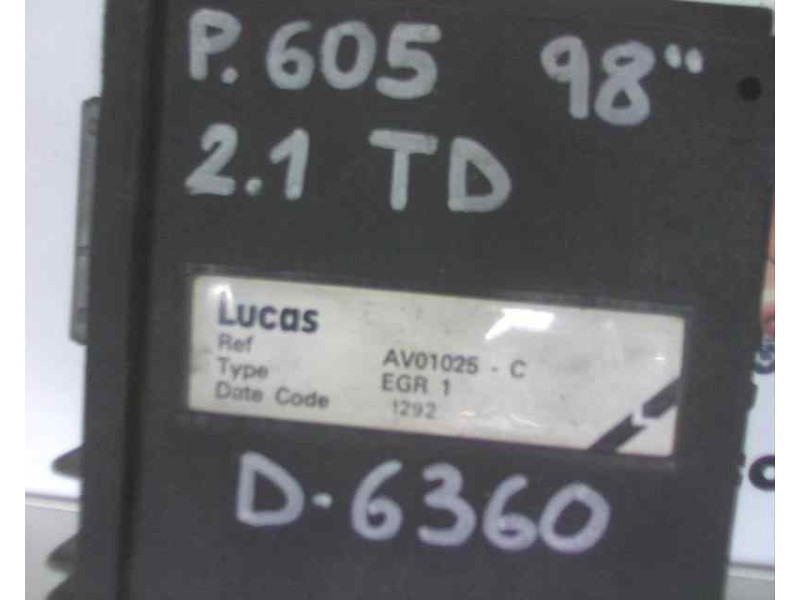 P. 605 98"
2.1 TD
Lucas
Ref AV01025 - C
Type EGR 1
Date Code 1292
D-6360